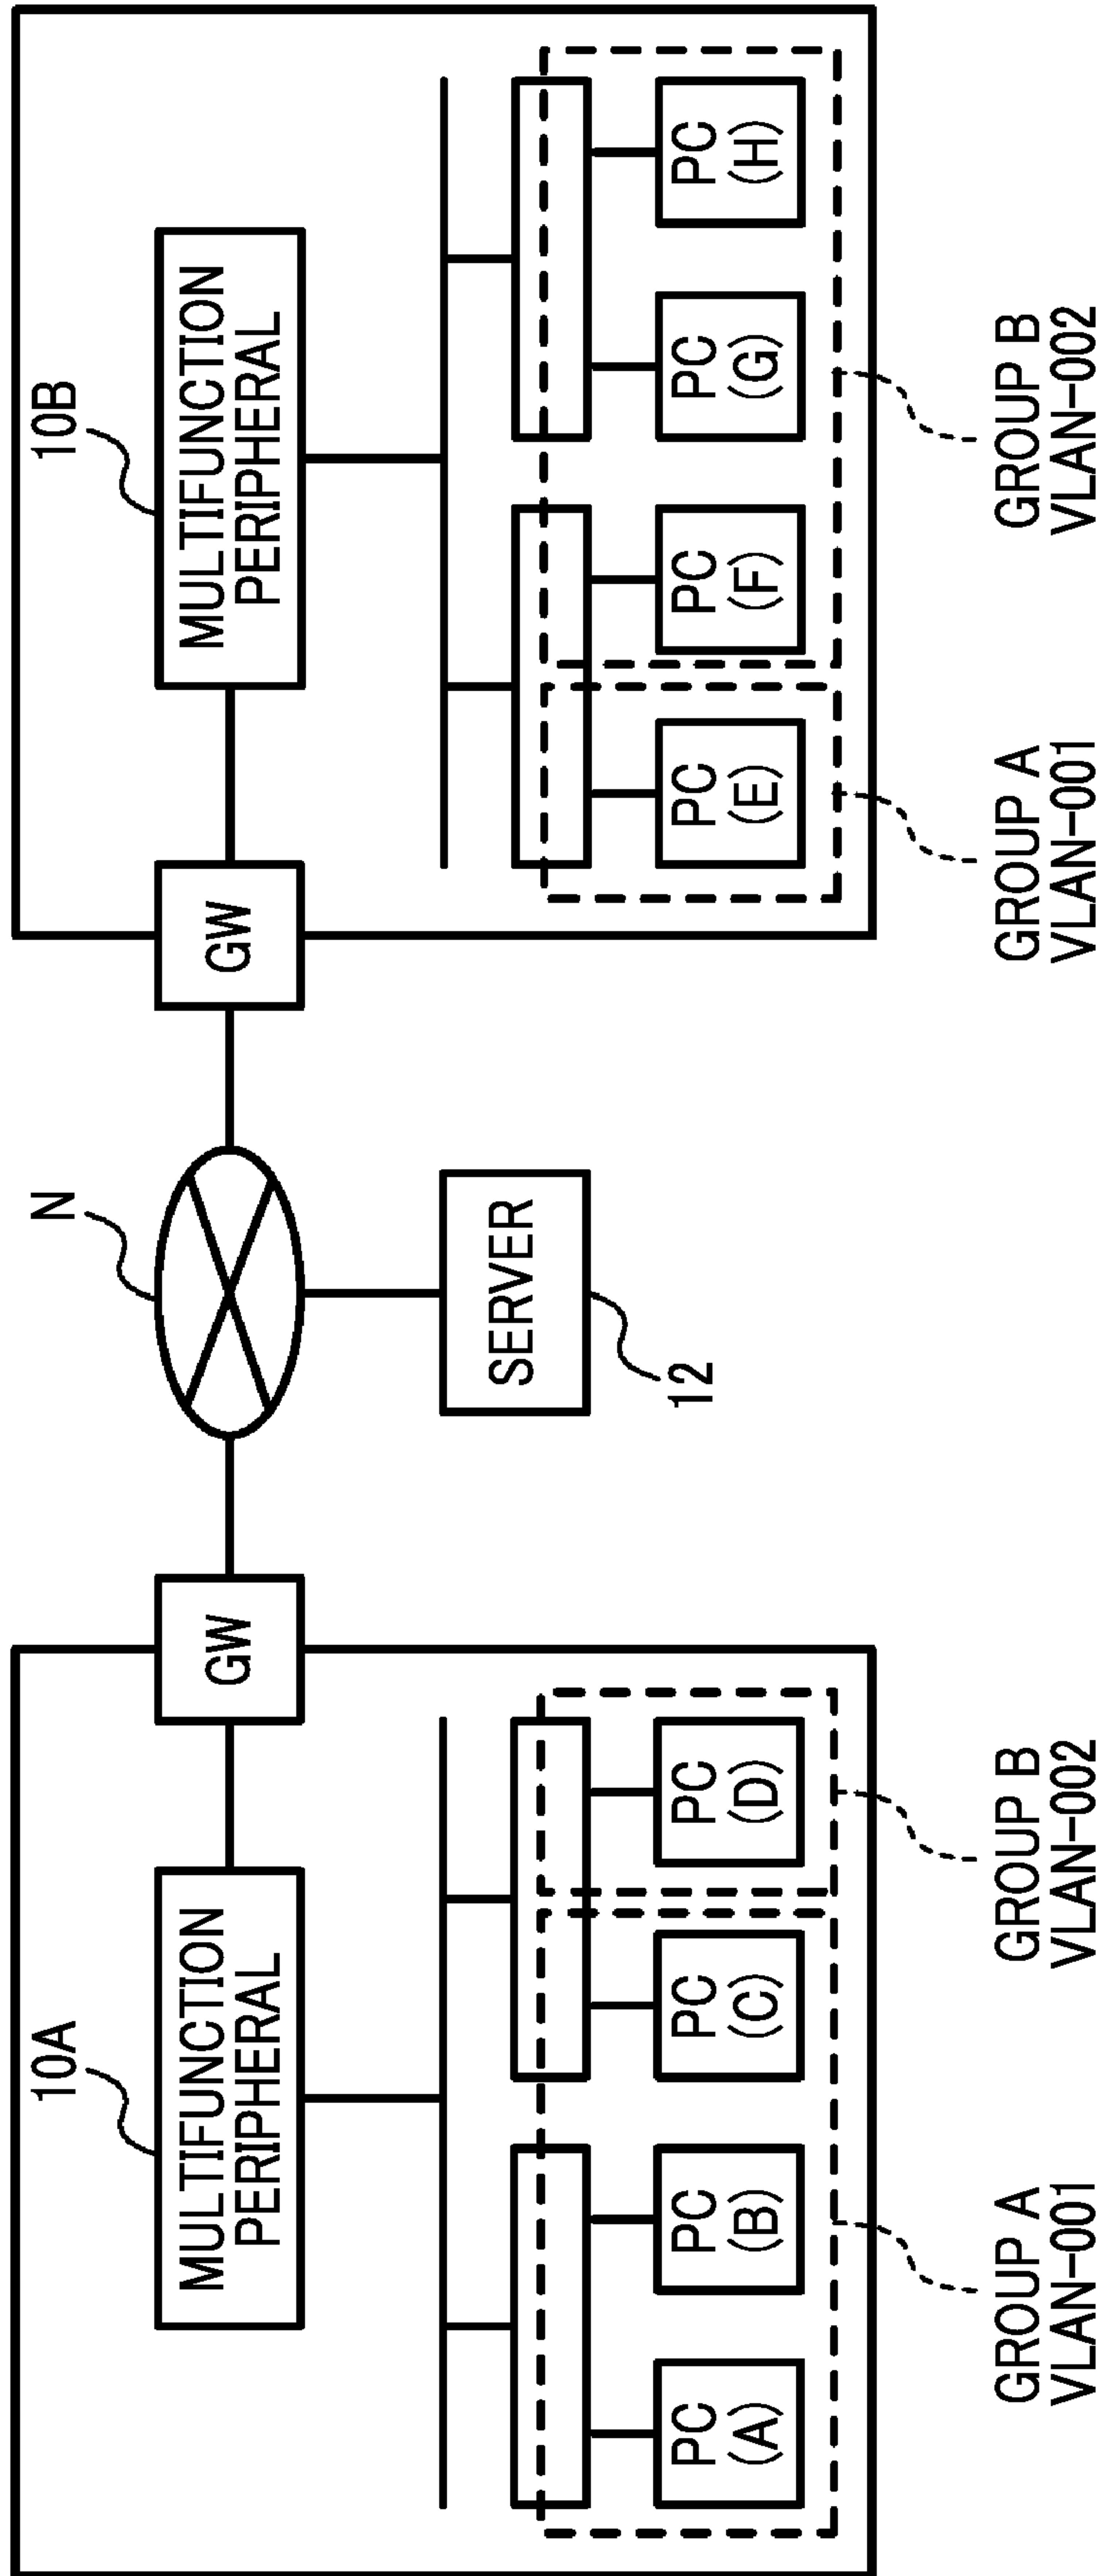 10A
N
10B
MULTIFUNCTION
PERIPHERAL
GW
GW
MULTIFUNCTION
PERIPHERAL
SERVER
12
PC
(A)
PC
(B)
PC
(C)
PC
(D)
PC
(E)
PC
(F)
PC
(G)
PC
(H)
GROUP A
VLAN-001
GROUP B
VLAN-002
GROUP A
VLAN-001
GROUP B
VLAN-002